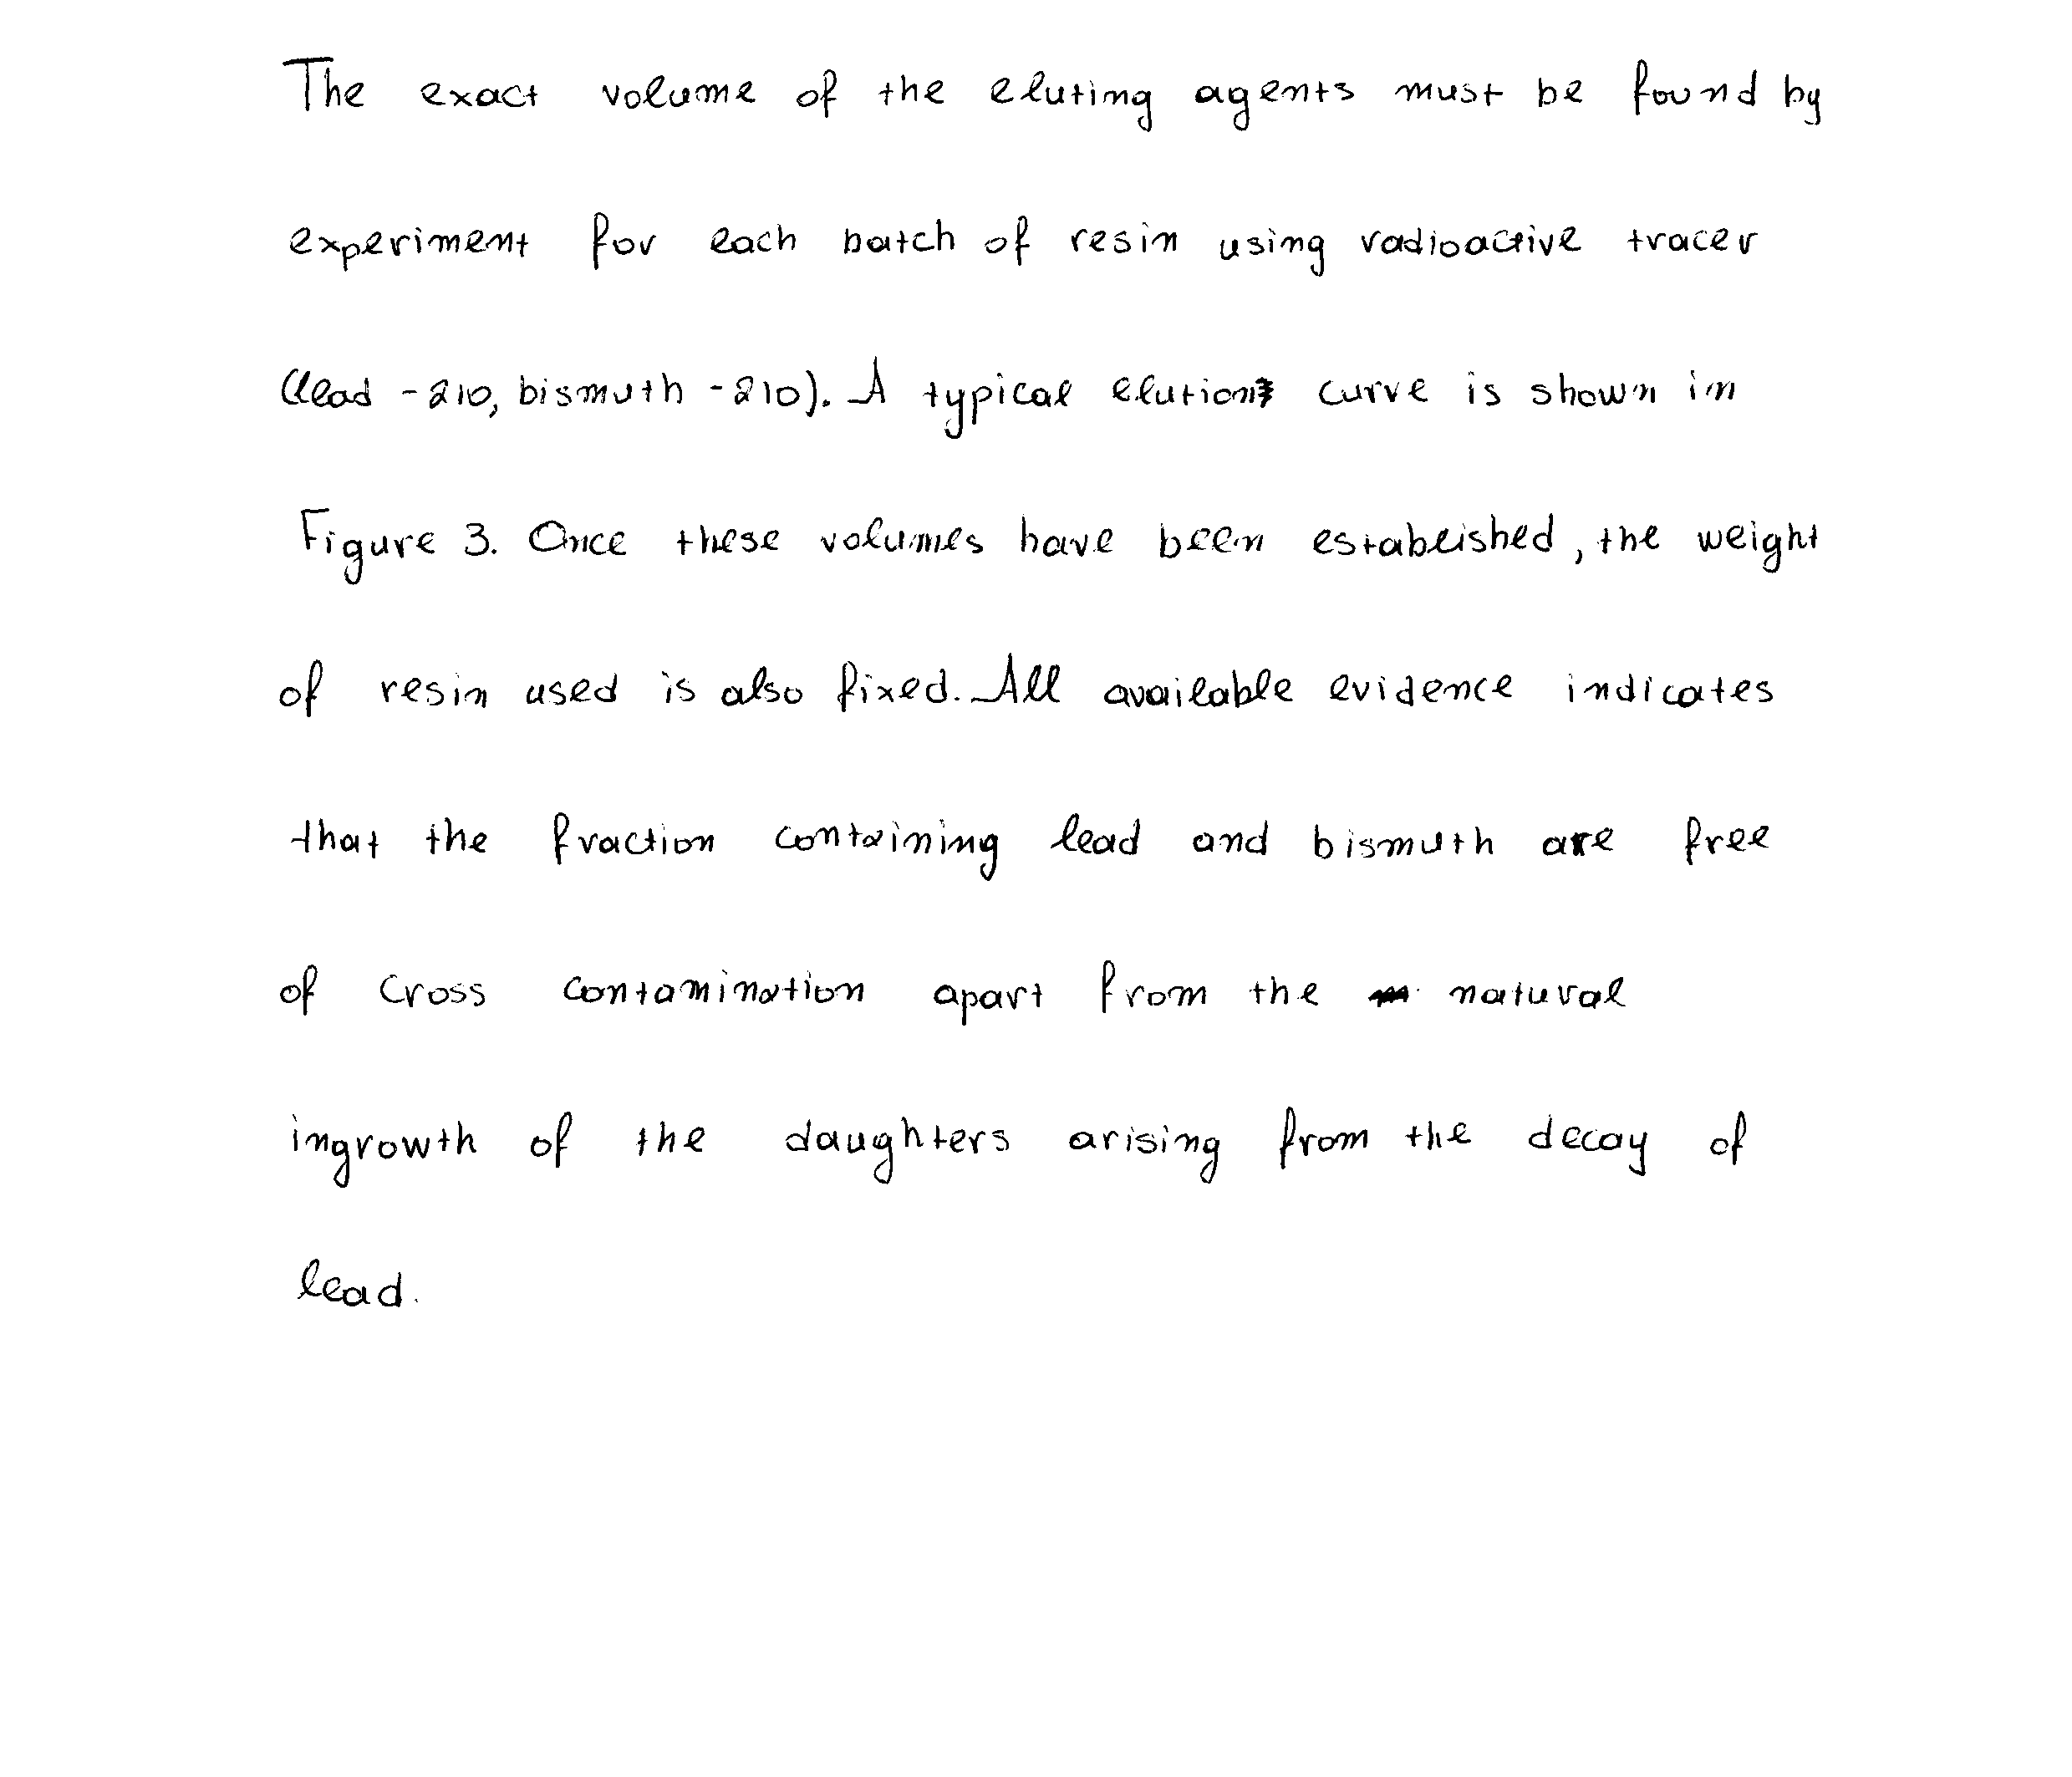 The exact volume of the eluting agents must be found by
experiment for each batch of resin using radioactive tracer
(lead -210, bismuth -210). A typical elution curve is shown in
Figure 3. Once these volumes have been established, the weight
of resin used is also fixed. All available evidence indicates
that the fraction containing lead and bismuth are free
of cross contamination apart from the natural
ingrowth of the daughters arising from the decay of
lead.